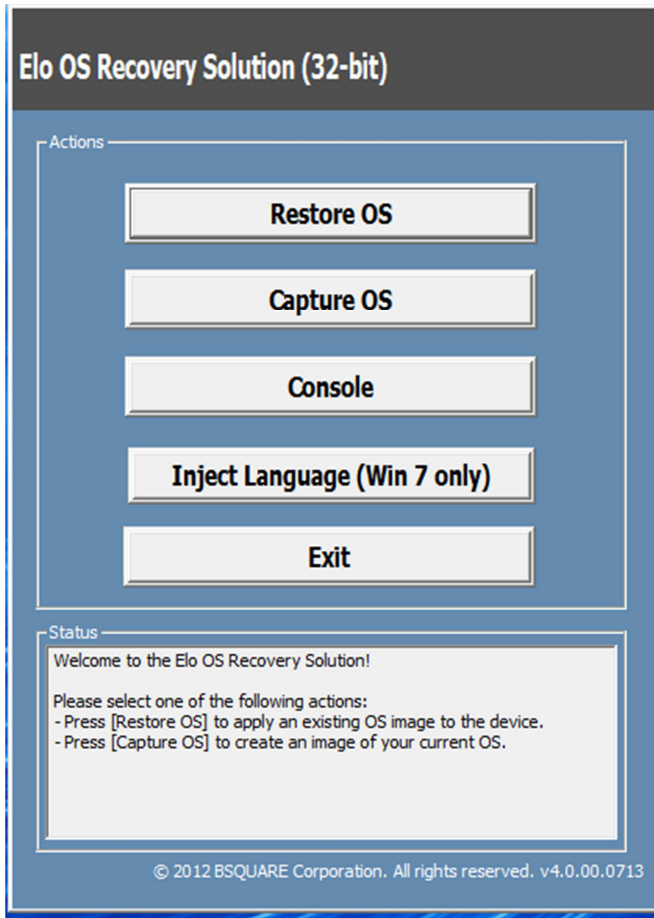 Elo OS Recovery Solution (32-bit)
Actions
Restore OS
Capture OS
Console
Inject Language (Win 7 only)
Exit
Status
Welcome to the Elo OS Recovery Solution!
Please select one of the following actions:
- Press [Restore OS] to apply an existing OS image to the device.
- Press [Capture OS] to create an image of your current OS.
© 2012 BSQUARE Corporation. All rights reserved. v4.0.00.0713